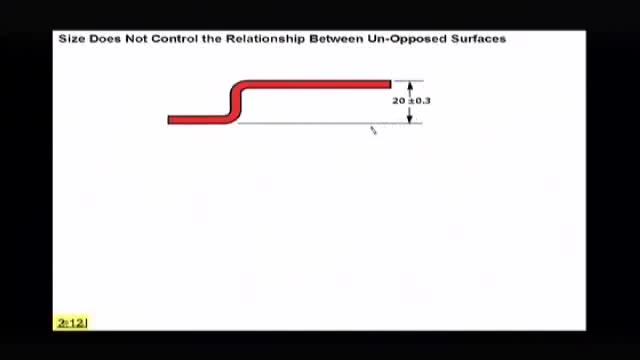 Size Does Not Control the Relationship Between Un-Opposed Surfaces
20 ±0.3
2:12